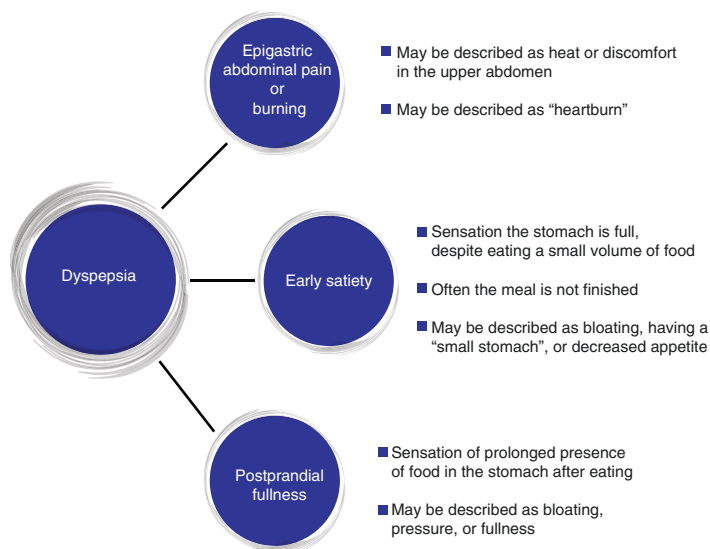 Epigastric
abdominal pain
or
burning
May be described as heat or discomfort
in the upper abdomen
May be described as “heartburn”
Dyspepsia
Early satiety
Sensation the stomach is full,
despite eating a small volume of food
Often the meal is not finished
May be described as bloating, having a
“small stomach”, or decreased appetite
Postprandial
fullness
Sensation of prolonged presence
of food in the stomach after eating
May be described as bloating,
pressure, or fullness